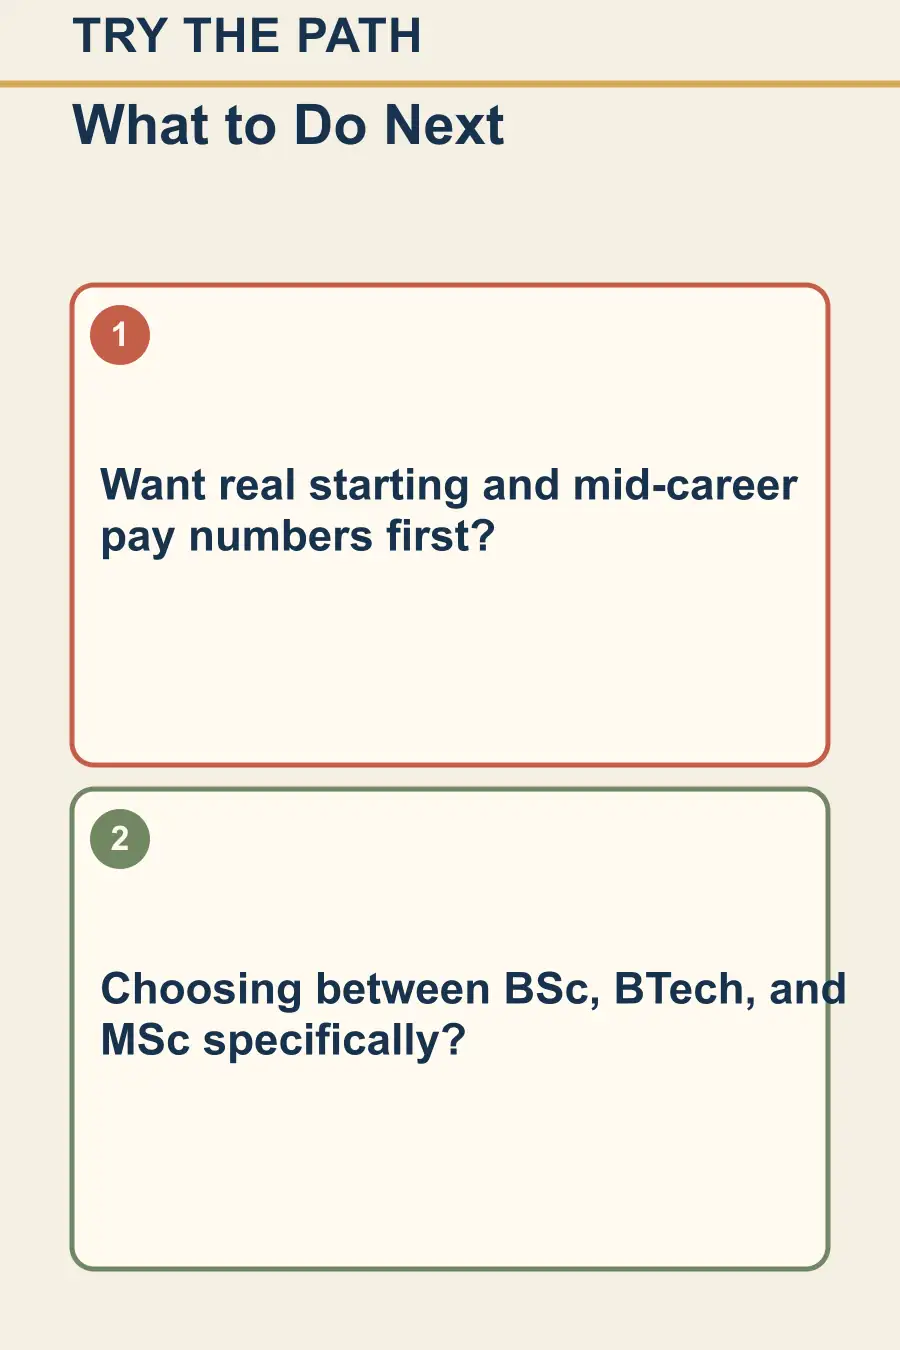 TRY THE PATH
What to Do Next
1
Want real starting and mid-career
pay numbers first?
2
Choosing between BSc, BTech, and
MSc specifically?